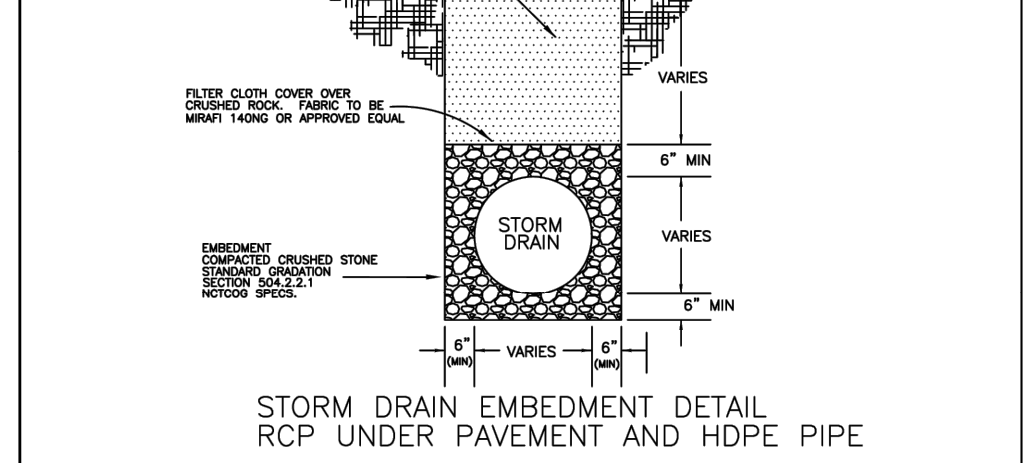 VARIES
FILTER CLOTH COVER OVER
CRUSHED ROCK. FABRIC TO BE
MIRAFI 140NG OR APPROVED EQUAL
6" MIN
STORM
DRAIN
VARIES
EMBEDMENT
COMPACTED CRUSHED STONE
STANDARD GRADATION
SECTION 504.2.2.1
NCTCOG SPECS.
6" MIN
6"
(MIN)
VARIES
6"
(MIN)
STORM DRAIN EMBEDMENT DETAIL
RCP UNDER PAVEMENT AND HDPE PIPE